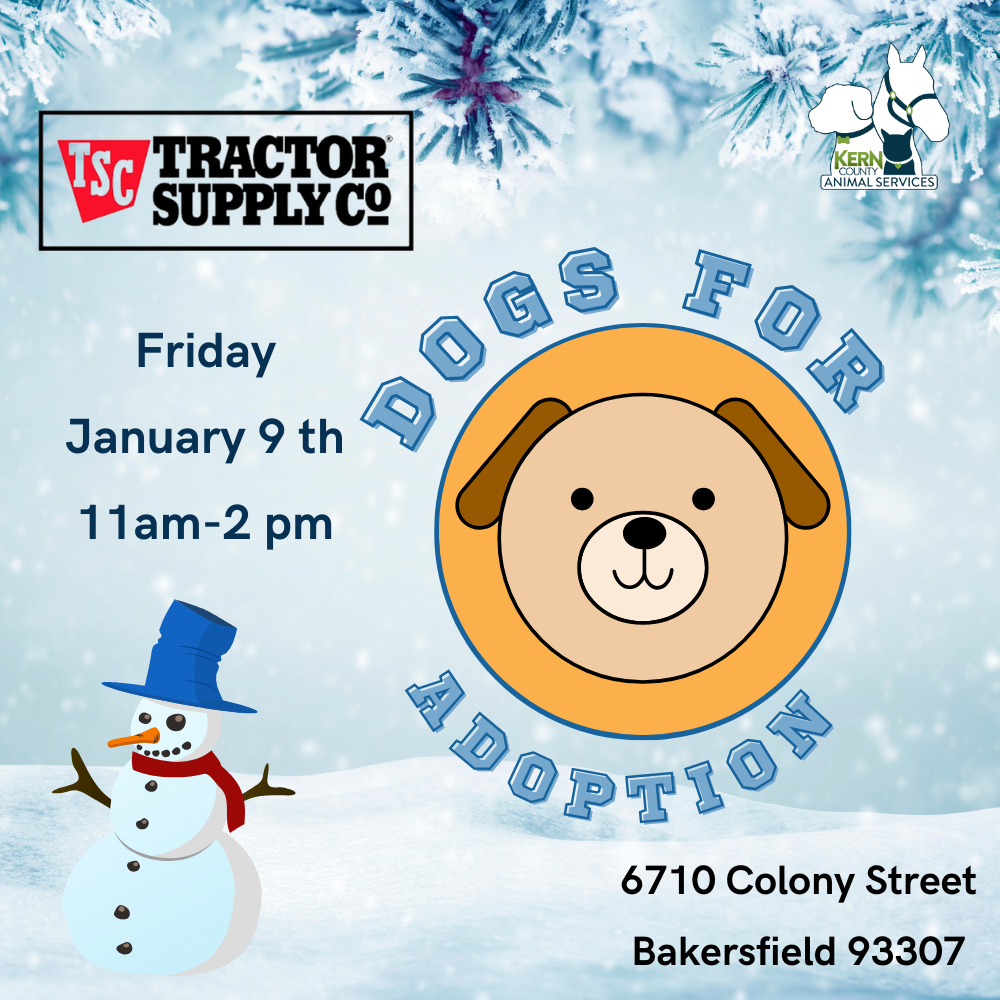 TSC TRACTOR®
SUPPLY Co
KERN
COUNTY
ANIMAL SERVICES
DOGS FOR
Friday
January 9 th
11am-2 pm
ADOPTION
6710 Colony Street
Bakersfield 93307